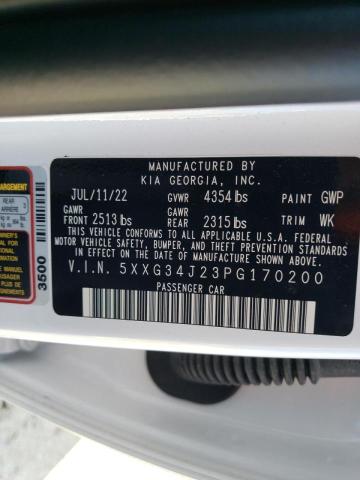 MANUFACTURED BY
KIA GEORGIA, INC.
JUL/11/22 GVWR 4354 lbs PAINT GWP
GAWR FRONT 2513 lbs GAWR REAR 2315 lbs TRIM WK
THIS VEHICLE CONFORMS TO ALL APPLICABLE U.S.A. FEDERAL
MOTOR VEHICLE SAFETY, BUMPER, AND THEFT PREVENTION STANDARDS
IN EFFECT ON THE DATE OF MANUFACTURE SHOWN ABOVE.
V.I.N. 5XXG34J23PG170200
PASSENGER CAR
3500
REAR
ARRIÈRE